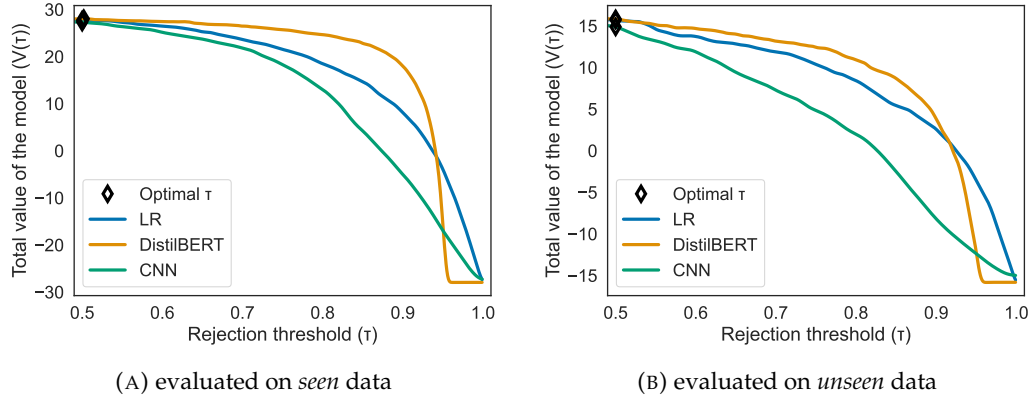 30
20
10
0
−10
−20
−30
Total value of the model (V(τ))
Optimal τ
LR
DistilBERT
CNN
0.5 0.6 0.7 0.8 0.9 1.0
Rejection threshold (τ)
(A) evaluated on seen data
15
10
5
0
−5
−10
−15
Total value of the model (V(τ))
Optimal τ
LR
DistilBERT
CNN
0.5 0.6 0.7 0.8 0.9 1.0
Rejection threshold (τ)
(B) evaluated on unseen data